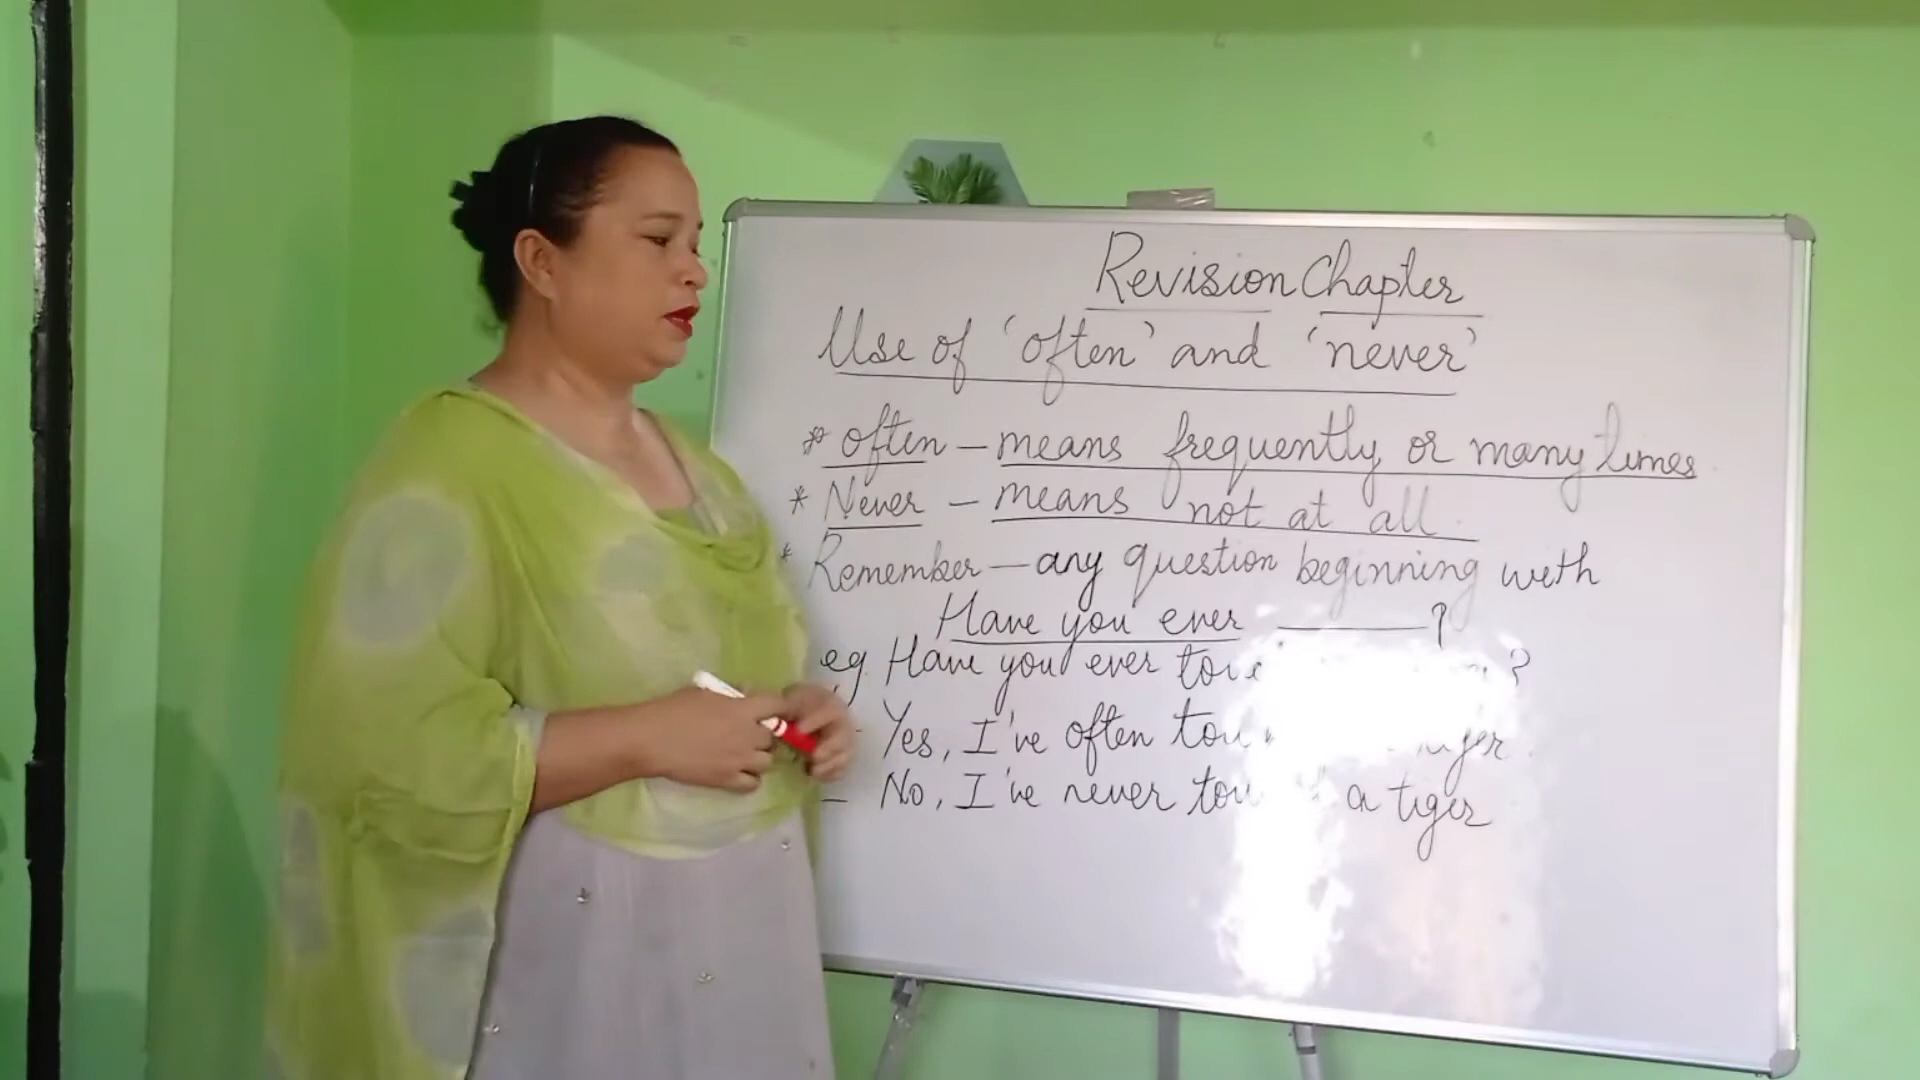 Revision Chapter
Use of 'often' and 'never'
* often – means frequently or many times
* Never – means not at all.
* Remember – any question beginning with
Have you ever ______?
eg Have you ever ?
Yes, I've often tiger.
– No, I've never a tiger